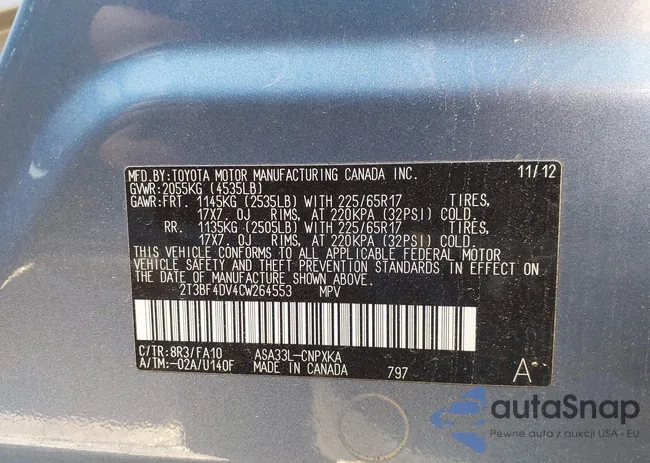 MFD.BY:TOYOTA MOTOR MANUFACTURING CANADA INC. 11/12
GVWR:2055KG (4535LB)
GAWR:FRT. 1145KG (2535LB) WITH 225/65R17 TIRES,
17X7.0J RIMS, AT 220KPA (32PSI) COLD.
RR. 1135KG (2505LB) WITH 225/65R17 TIRES,
17X7.0J RIMS, AT 220KPA (32PSI) COLD.
THIS VEHICLE CONFORMS TO ALL APPLICABLE FEDERAL MOTOR
VEHICLE SAFETY AND THEFT PREVENTION STANDARDS IN EFFECT ON
THE DATE OF MANUFACTURE SHOWN ABOVE.
2T3BF4DV4CW264553 MPV
C/TR:8R3/FA10 ASA33L-CNPXKA
A/TM:-02A/U140F MADE IN CANADA 797 A
autaSnap
Pewne auta z aukcji USA i EU